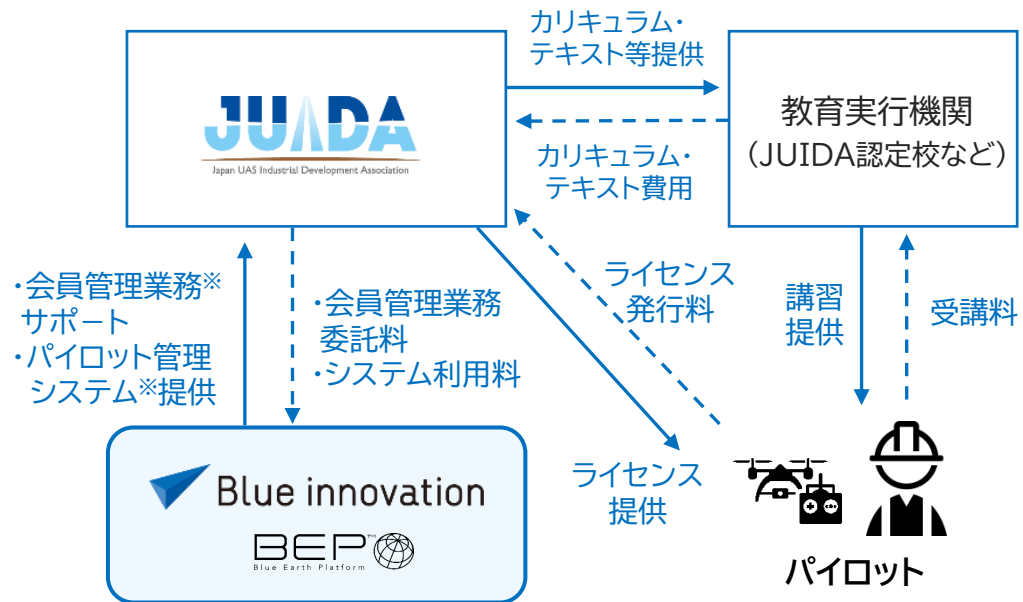 カリキュラム・
テキスト等提供
JUIDA
Japan UAS Industrial Development Association
教育実行機関
（JUIDA認定校など）
カリキュラム・
テキスト費用
・会員管理業務※
サポート
・パイロット管理
システム※提供
・会員管理業務
委託料
・システム利用料
ライセンス
発行料
講習
提供
受講料
ライセンス
提供
Blue innovation
BEP™
Blue Earth Platform
パイロット